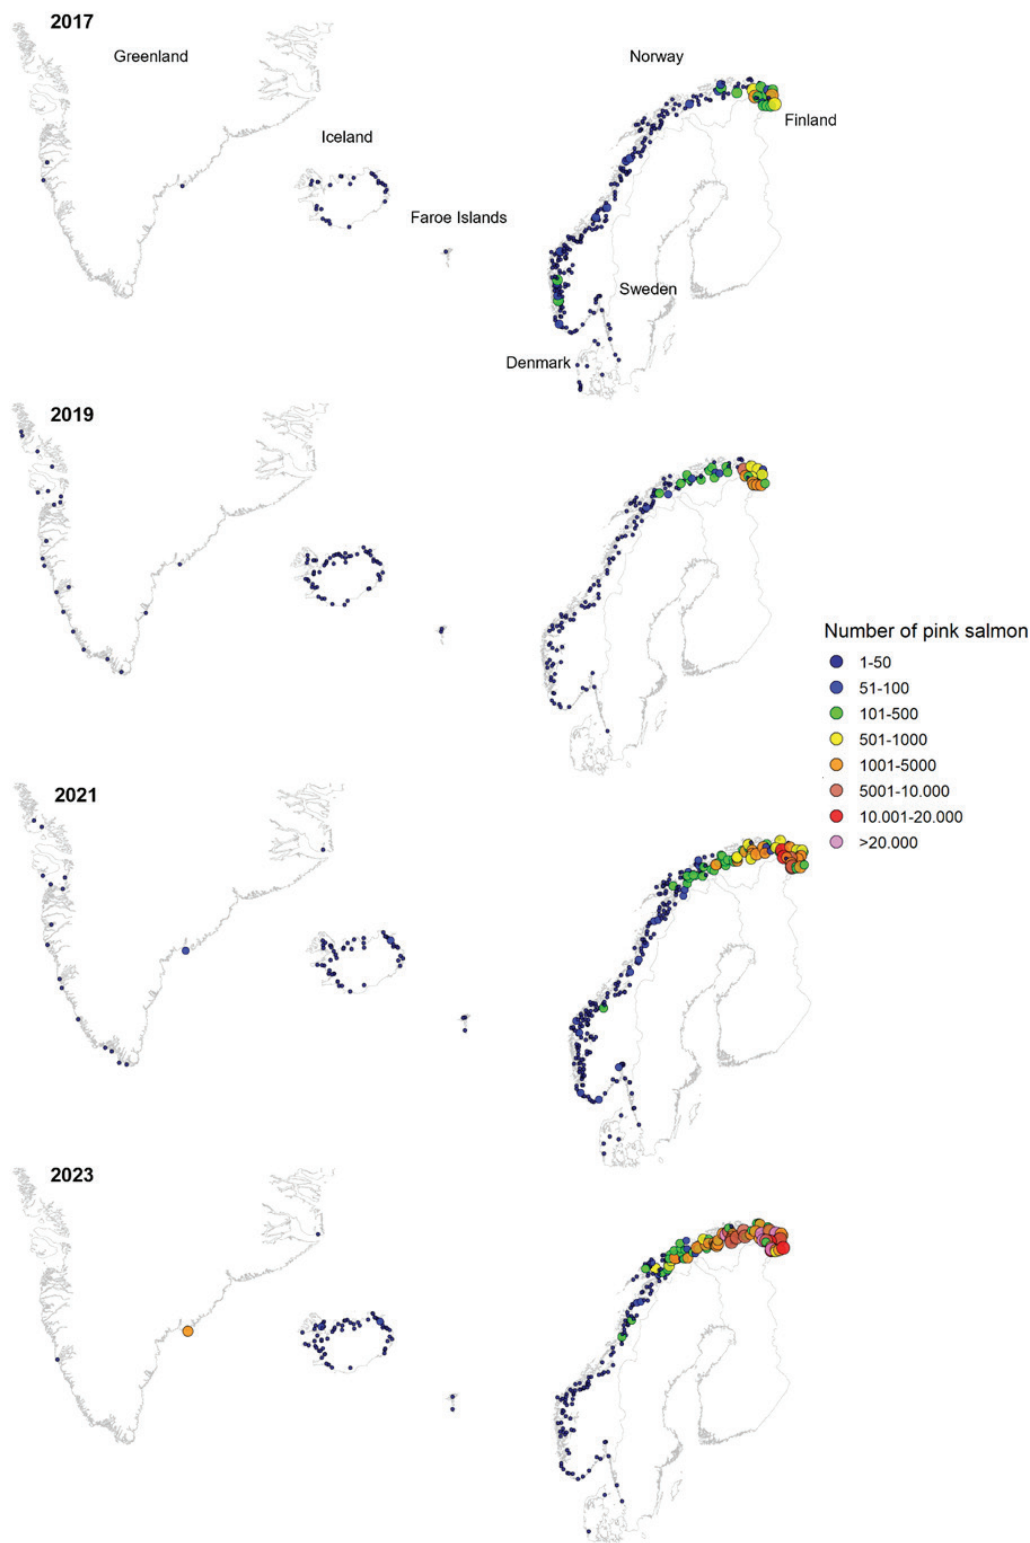 2017
Greenland
Norway
Iceland
Finland
Faroe Islands
Sweden
Denmark
2019
Number of pink salmon
1-50
51-100
101-500
501-1000
1001-5000
5001-10.000
10.001-20.000
>20.000
2021
2023